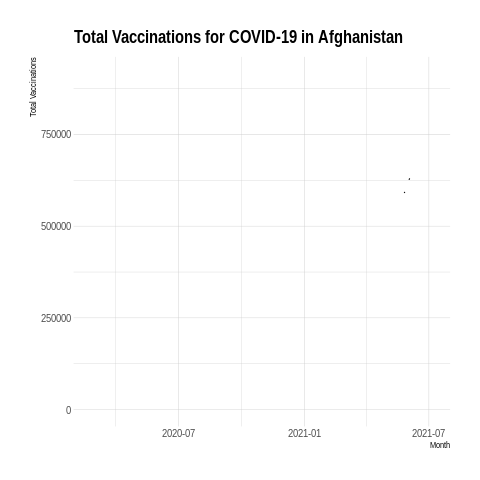 Total Vaccinations for COVID-19 in Afghanistan
Total Vaccinations
750000
500000
250000
0
2020-07
2021-01
2021-07
Month